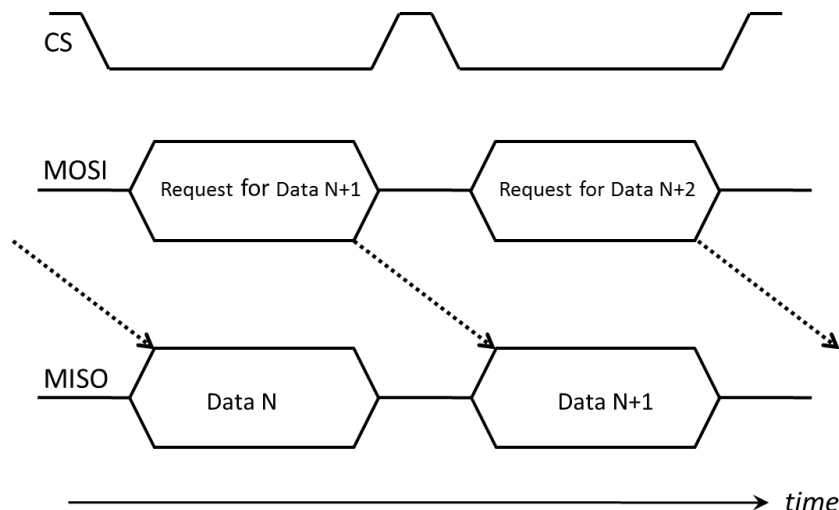 CS
MOSI
Request for Data N+1
Request for Data N+2
MISO
Data N
Data N+1
time